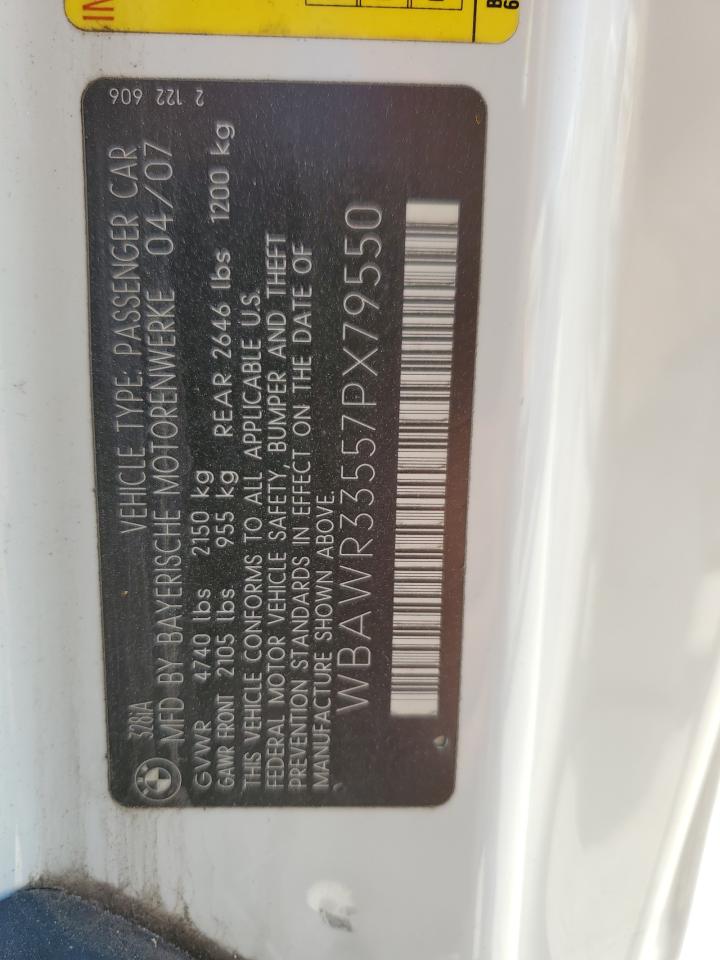 2 122 606
328iA
VEHICLE TYPE: PASSENGER CAR
MFD BY BAYERISCHE MOTORENWERKE 04/07
GVWR 4740 lbs 2150 kg
GAWR FRONT 2105 lbs 955 kg REAR 2646 lbs 1200 kg
THIS VEHICLE CONFORMS TO ALL APPLICABLE U.S.
FEDERAL MOTOR VEHICLE SAFETY, BUMPER AND THEFT
PREVENTION STANDARDS IN EFFECT ON THE DATE OF
MANUFACTURE SHOWN ABOVE.
WBAWR33557PX79550